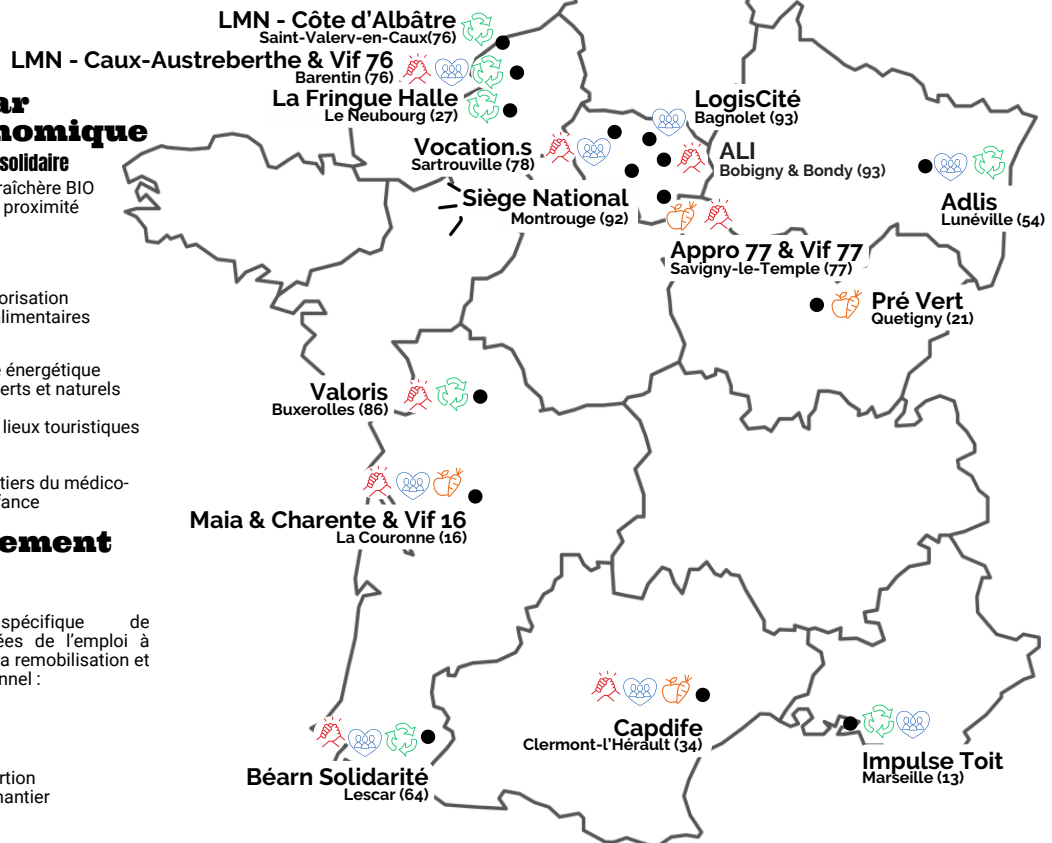 ar
nomique
solidaire
raîchère BIO
proximité
orisation
limentaires
énergétique
erts et naturels
lieux touristiques
tiers du médico-
fance
ement
spécifique de
ées de l'emploi à
a remobilisation et
nnel :
rtion
hantier
LMN - Côte d'Albâtre
Saint-Valery-en-Caux(76)
LMN - Caux-Austreberthe & Vif 76
Barentin (76)
La Fringue Halle
Le Neubourg (27)
Vocation.s
Sartrouville (78)
Siège National
Montrouge (92)
LogisCité
Bagnolet (93)
ALI
Bobigny & Bondy (93)
Adlis
Lunéville (54)
Appro 77 & Vif 77
Savigny-le-Temple (77)
Pré Vert
Quetigny (21)
Valoris
Buxerolles (86)
Maia & Charente & Vif 16
La Couronne (16)
Capdife
Clermont-l'Hérault (34)
Impulse Toit
Marseille (13)
Béarn Solidarité
Lescar (64)